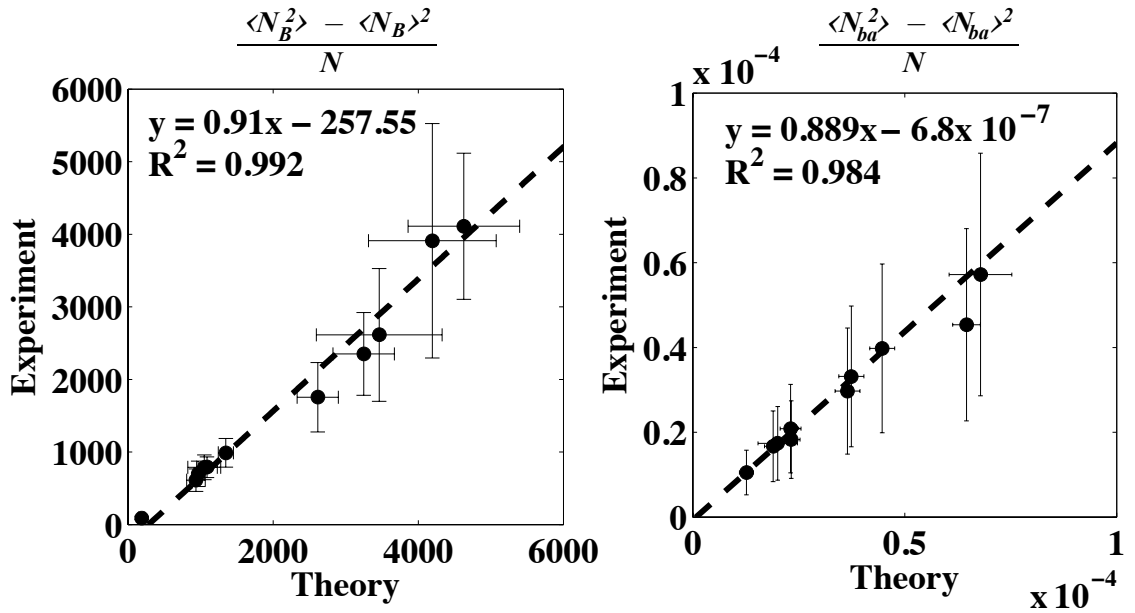 ⟨N_B^2⟩ − ⟨N_B⟩^2
N
6000
5000
4000
3000
2000
1000
0
0
2000
4000
6000
Experiment
Theory
y = 0.91x − 257.55
R^2 = 0.992
⟨N_ba^2⟩ − ⟨N_ba⟩^2
N
x 10^−4
1
0.8
0.6
0.4
0.2
0
0
0.5
1
Experiment
Theory
x 10^−4
y = 0.889x − 6.8x 10^−7
R^2 = 0.984